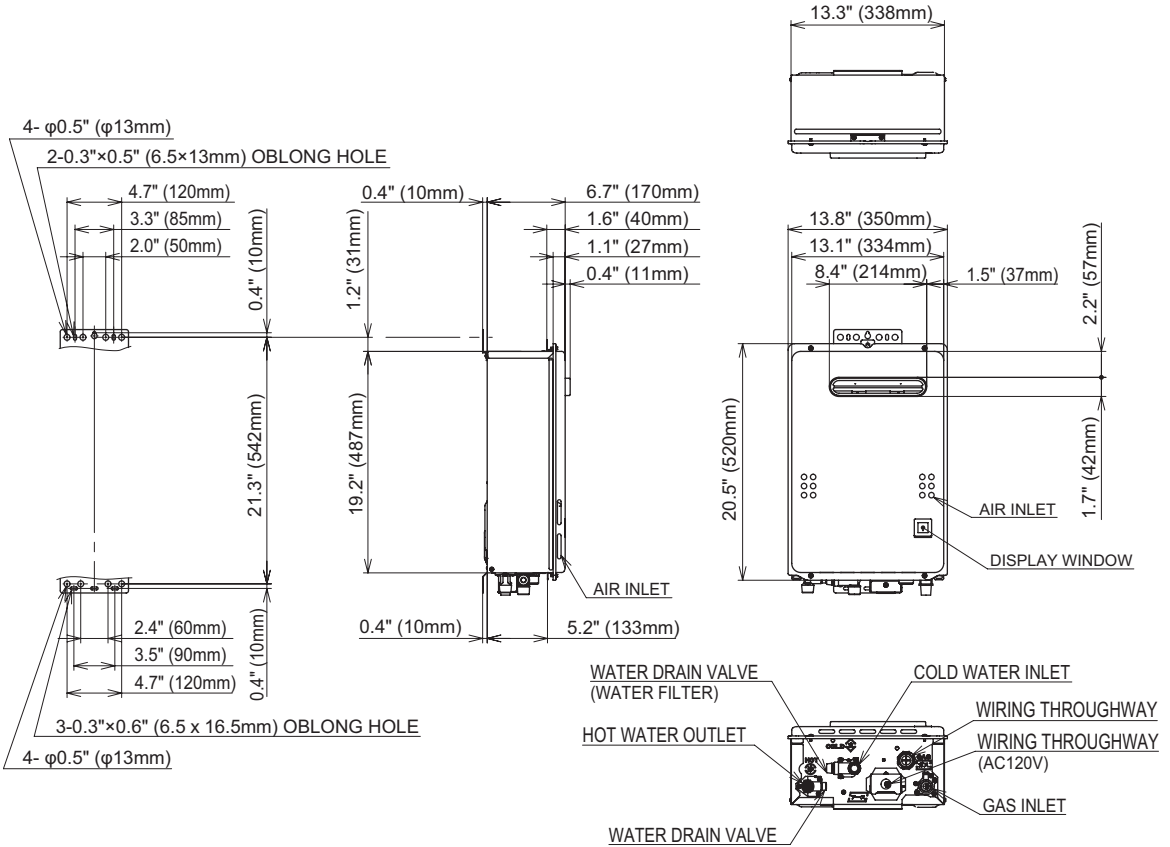 13.3" (338mm)
4- φ0.5" (φ13mm)
2-0.3"×0.5" (6.5×13mm) OBLONG HOLE
4.7" (120mm)
3.3" (85mm)
2.0" (50mm)
0.4" (10mm)
21.3" (542mm)
2.4" (60mm)
3.5" (90mm)
4.7" (120mm)
0.4" (10mm)
3-0.3"×0.6" (6.5 x 16.5mm) OBLONG HOLE
4- φ0.5" (φ13mm)
0.4" (10mm)
6.7" (170mm)
1.6" (40mm)
1.1" (27mm)
0.4" (11mm)
1.2" (31mm)
19.2" (487mm)
AIR INLET
0.4" (10mm)
5.2" (133mm)
13.8" (350mm)
13.1" (334mm)
8.4" (214mm)
1.5" (37mm)
2.2" (57mm)
20.5" (520mm)
1.7" (42mm)
AIR INLET
DISPLAY WINDOW
WATER DRAIN VALVE
(WATER FILTER)
COLD WATER INLET
HOT WATER OUTLET
WIRING THROUGHWAY
WIRING THROUGHWAY
(AC120V)
COLD
HOT
GAS
GAS INLET
WATER DRAIN VALVE